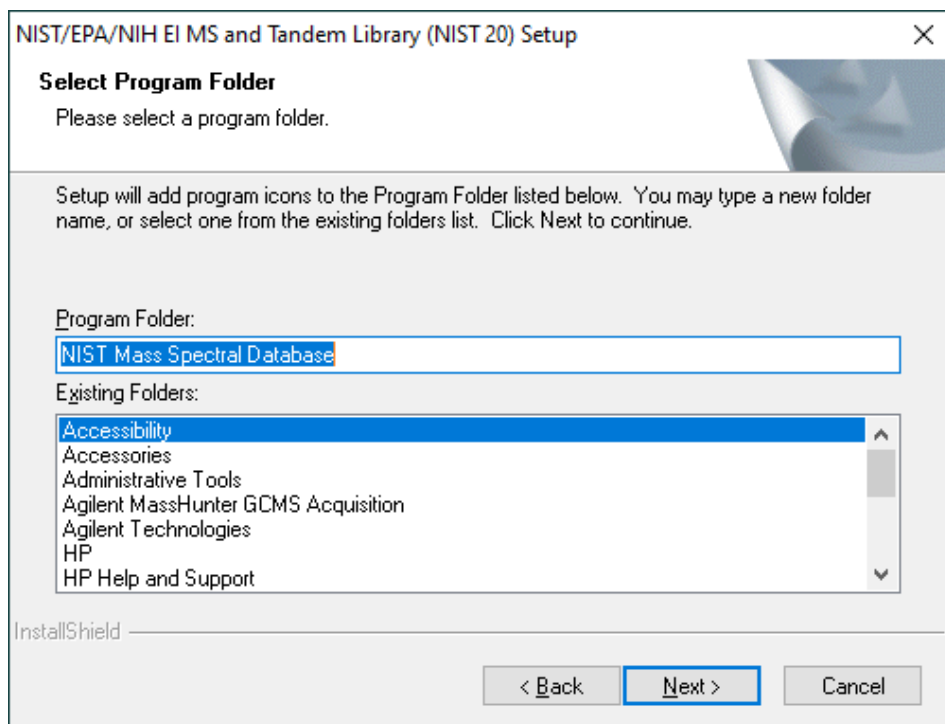 NIST/EPA/NIH EI MS and Tandem Library (NIST 20) Setup
Select Program Folder
Please select a program folder.
Setup will add program icons to the Program Folder listed below.  You may type a new folder
name, or select one from the existing folders list.  Click Next to continue.
Program Folder:
NIST Mass Spectral Database
Existing Folders:
Accessibility
Accessories
Administrative Tools
Agilent MassHunter GCMS Acquisition
Agilent Technologies
HP
HP Help and Support
InstallShield
< Back
Next >
Cancel